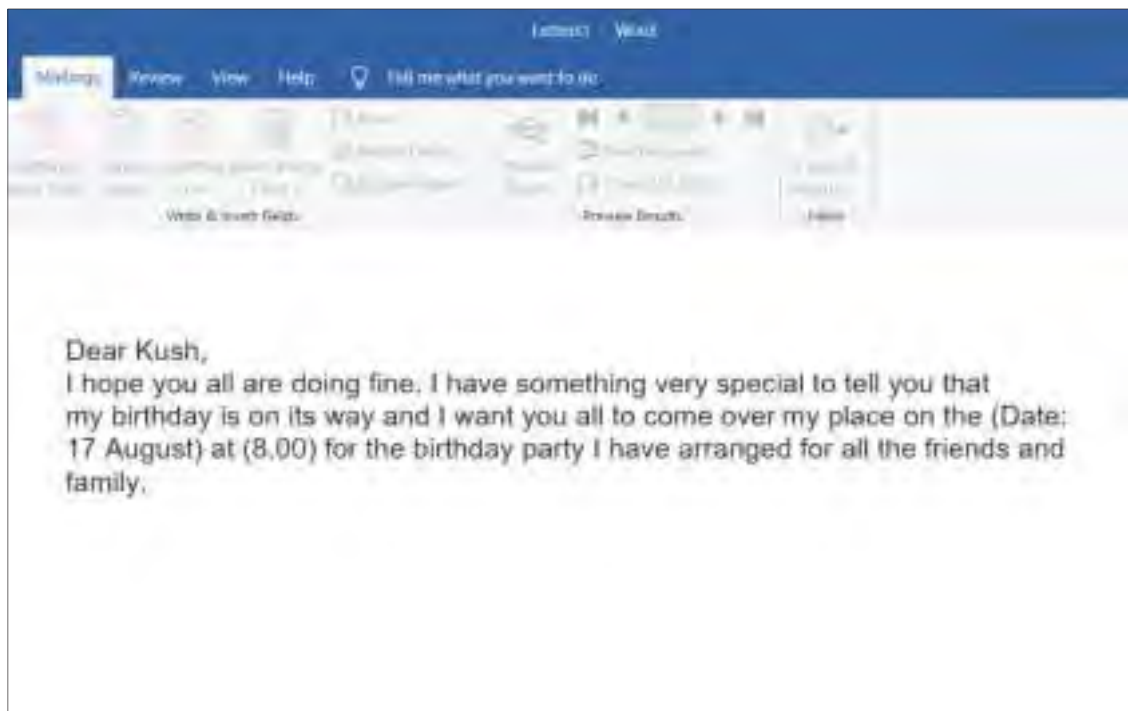 Letter1 Word
Mailings Review View Help Tell me what you want to do
Write & Insert Fields Preview Results Finish
Dear Kush,
I hope you all are doing fine. I have something very special to tell you that
my birthday is on its way and I want you all to come over my place on the (Date:
17 August) at (8.00) for the birthday party I have arranged for all the friends and
family.